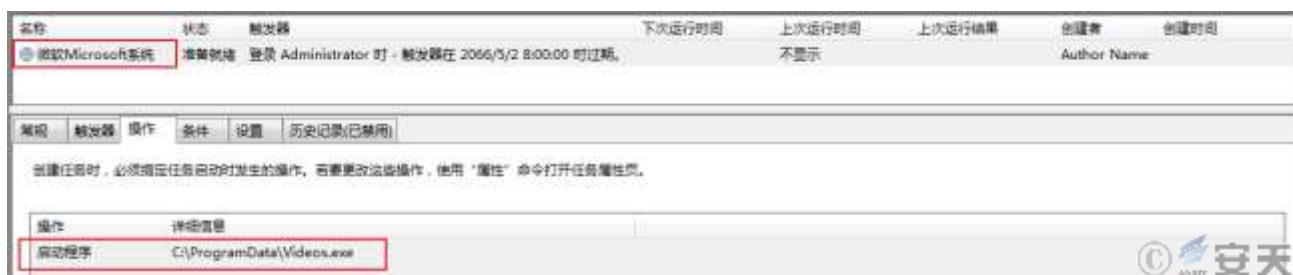 名称 状态 触发器 下次运行时间 上次运行时间 上次运行结果 创建者 创建时间
微软Microsoft系统 准备就绪 登录 Administrator 时 - 触发器在 2066/5/2 8:00:00 时过期。 不显示 Author Name
常规 触发器 操作 条件 设置 历史记录(已禁用)
创建任务时，必须指定任务启动时发生的操作。若要更改这些操作，使用“属性”命令打开任务属性页。
操作 详细信息
启动程序 C:\ProgramData\Videos.exe
© 安天